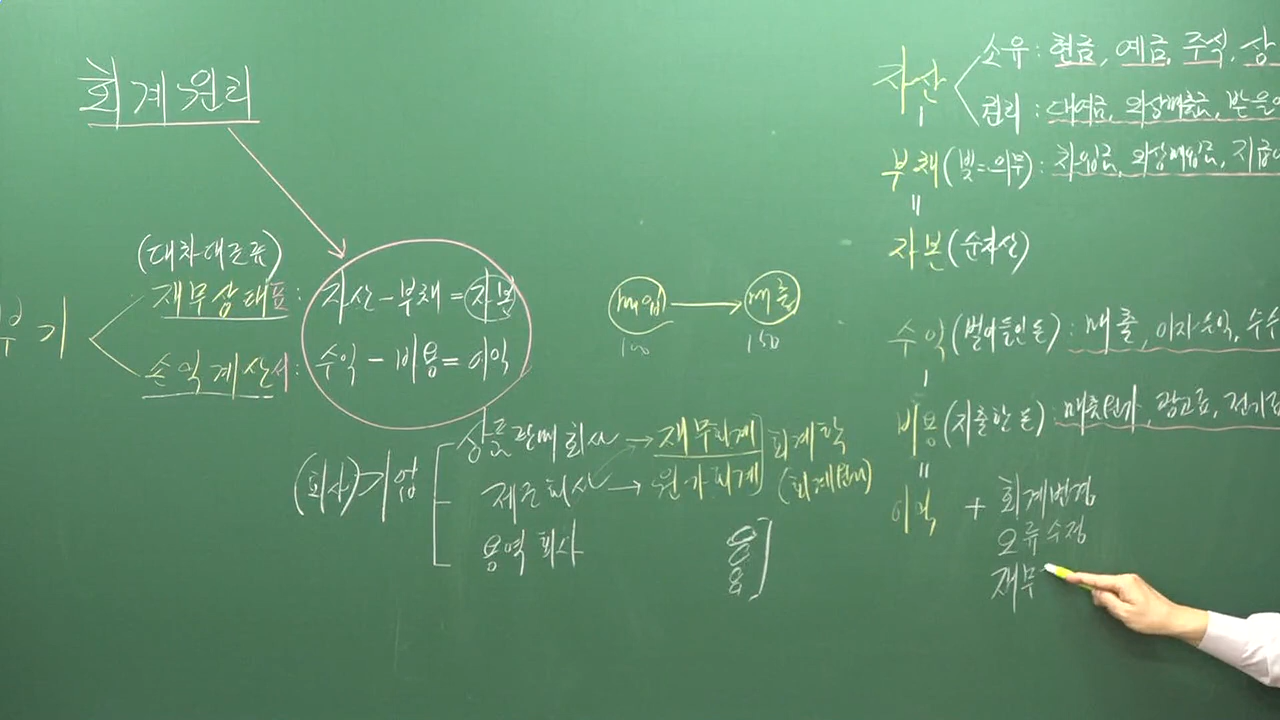 회계원리
(대차대조표)
재무상태표: 자산-부채=자본
부기
손익계산서: 수익-비용=이익
매입 → 매출
100 150
(회사)기업
상품판매회사 → 재무회계
제조회사 → 원가회계
용역회사
회계학
(회계원리)
자산
소유: 현금, 예금, 주식, 상
권리: 대여금, 외상매출금, 받을어
-
부채(빚=의무): 차입금, 외상매입금, 지급어
=
자본(순자산)
수익(벌어들인 돈): 매출, 이자수익, 수수
-
비용(지출한 돈): 매출원가, 광고료, 전기료
=
이익
+ 회계변경
오류수정
재무